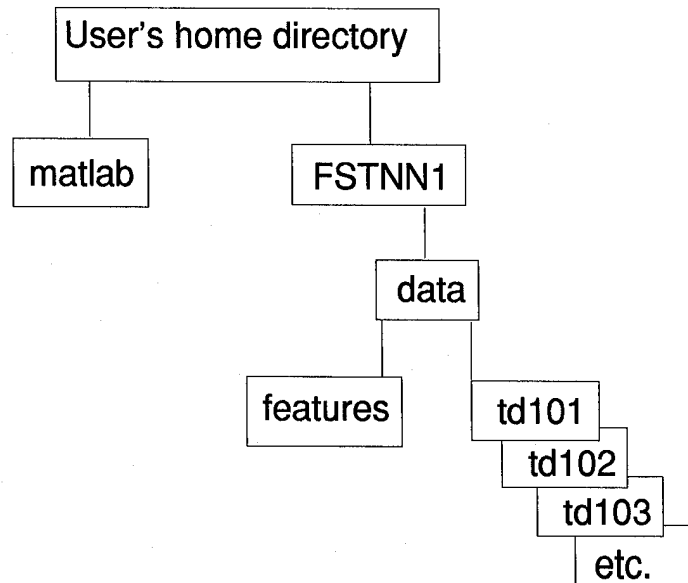 User's home directory
matlab
FSTNN1
data
features
td101
td102
td103
etc.